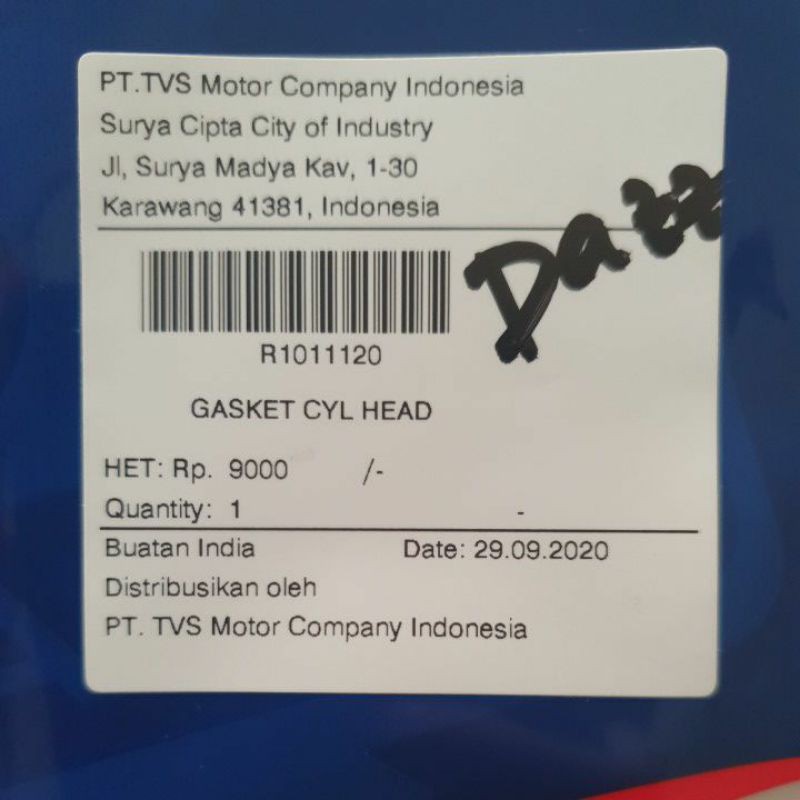 PT.TVS Motor Company Indonesia
Surya Cipta City of Industry
Jl, Surya Madya Kav, 1-30
Karawang 41381, Indonesia
Dazz
R1011120
GASKET CYL HEAD
HET: Rp. 9000 /-
Quantity: 1 -
Buatan India Date: 29.09.2020
Distribusikan oleh
PT. TVS Motor Company Indonesia